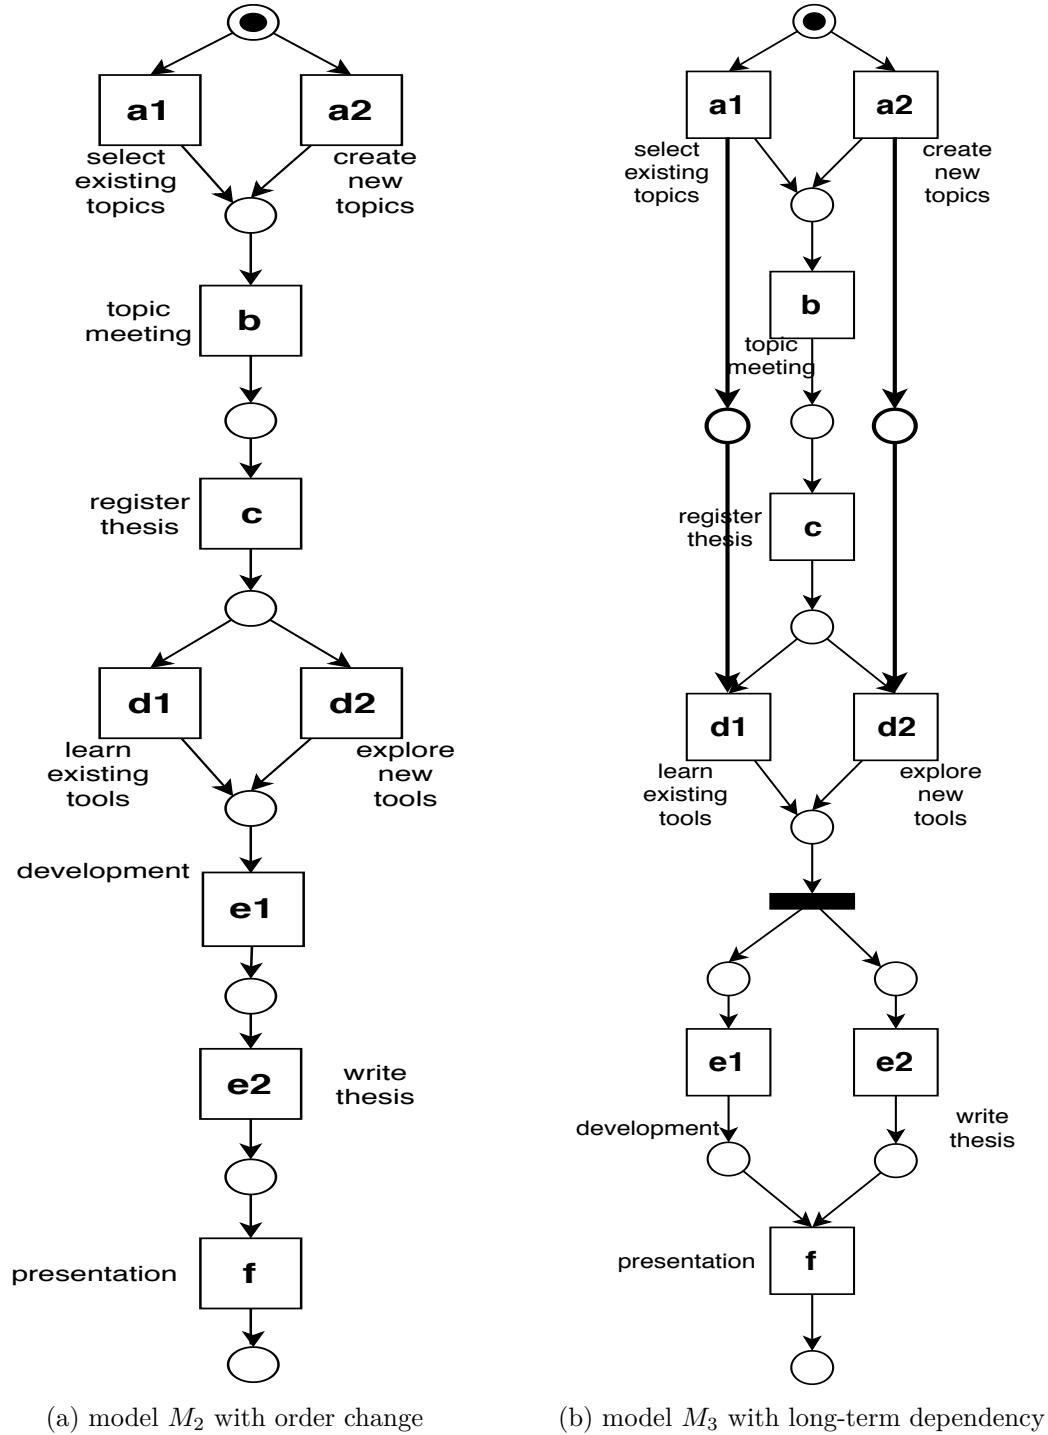 a1
a2
select
existing
topics
create
new
topics
b
topic
meeting
c
register
thesis
d1
d2
learn
existing
tools
explore
new
tools
development
e1
e2
write
thesis
presentation
f
(a) model M2 with order change
a1
a2
select
existing
topics
create
new
topics
b
topic
meeting
register
thesis
c
d1
d2
learn
existing
tools
explore
new
tools
e1
e2
development
write
thesis
presentation
f
(b) model M3 with long-term dependency